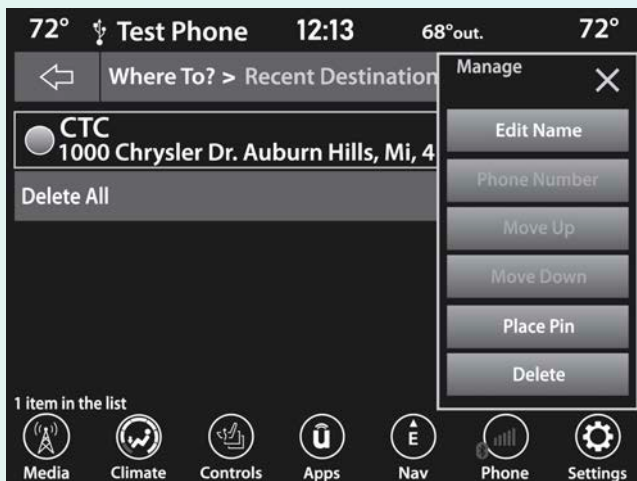 72° Test Phone 12:13 68°out. 72°
Where To? > Recent Destination
Manage
CTC
1000 Chrysler Dr. Auburn Hills, Mi, 4
Delete All
Edit Name
Phone Number
Move Up
Move Down
Place Pin
Delete
1 item in the list
û E
Media Climate Controls Apps Nav Phone Settings